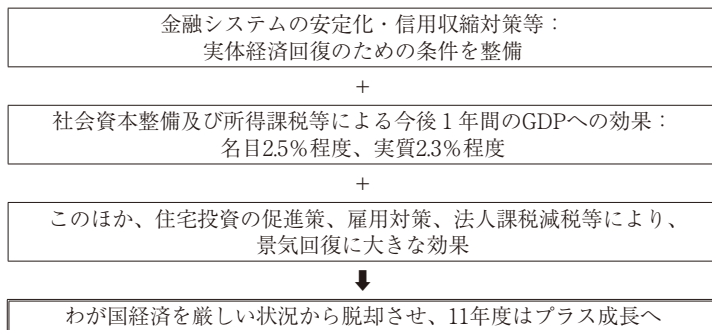 金融システムの安定化・信用収縮対策等：
実体経済回復のための条件を整備
+
社会資本整備及び所得課税等による今後１年間のGDPへの効果：
名目2.5%程度、実質2.3%程度
+
このほか、住宅投資の促進策、雇用対策、法人課税減税等により、
景気回復に大きな効果
わが国経済を厳しい状況から脱却させ、11年度はプラス成長へ